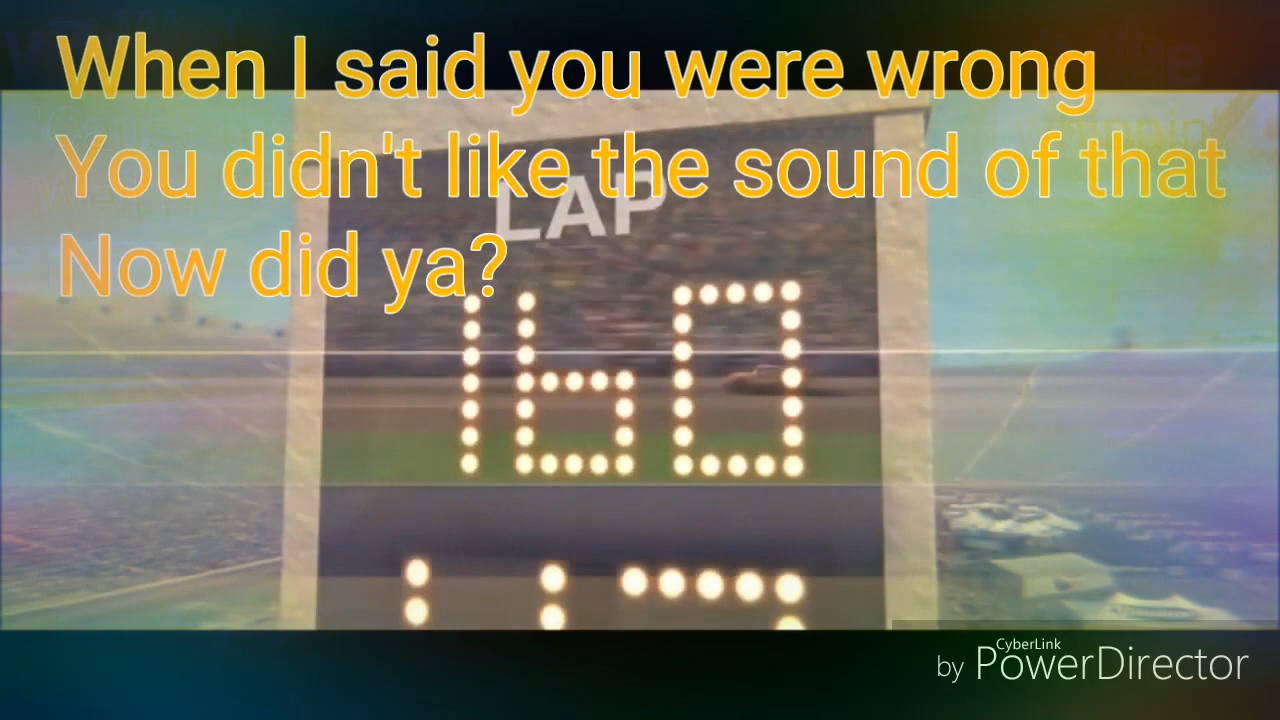 When I said you were wrong
You didn't like the sound of that
Now did ya?
LAP
160
CyberLink
by PowerDirector